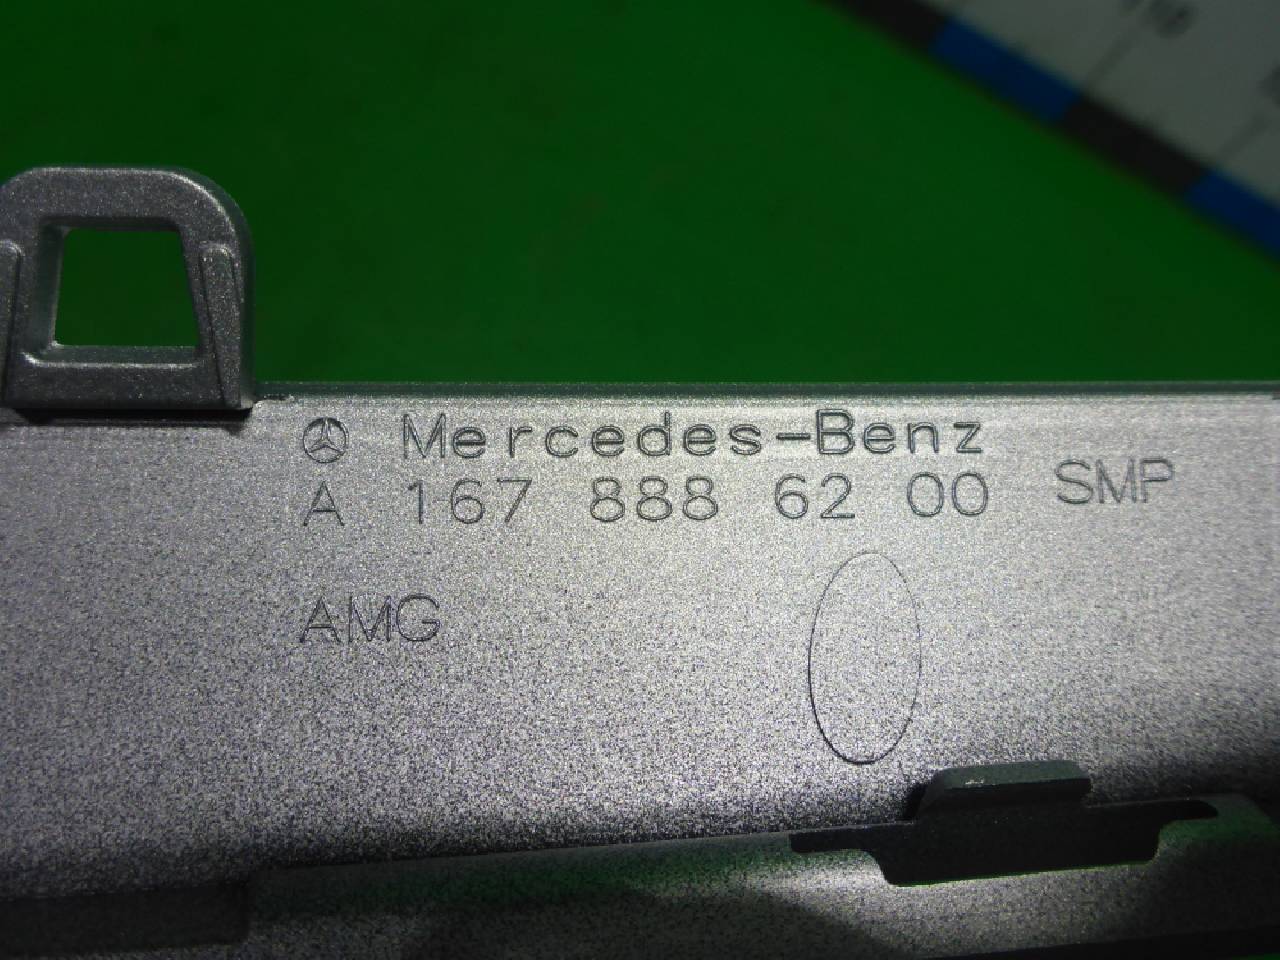 Mercedes-Benz
A 167 888 62 00 SMP
AMG